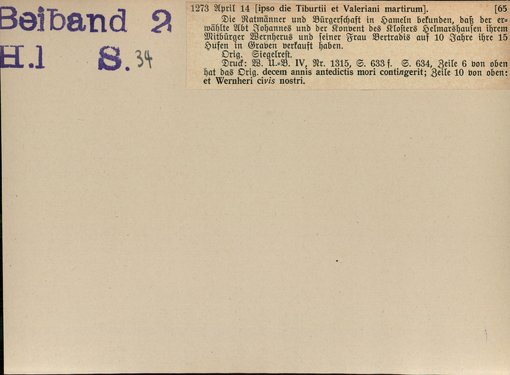 Beiband 2
H.1 S. 34
1273 April 14 [ipso die Tiburtii et Valeriani martirum]. [65
Die Ratmänner und Bürgerschaft in Hameln bekunden, daß der er-
wählte Abt Johannes und der Konvent des Klosters Helmarshausen ihrem
Mitbürger Wernherus und seiner Frau Bertradis auf 10 Jahre ihre 15
Hufen in Graven verkauft haben.
Orig. Siegelrest.
Druck: W. U.-B. IV, Nr. 1315, S. 633 f. S. 634, Zeile 6 von oben
hat das Orig. decem annis antedictis mori contingerit; Zeile 10 von oben:
et Wernheri civis nostri.